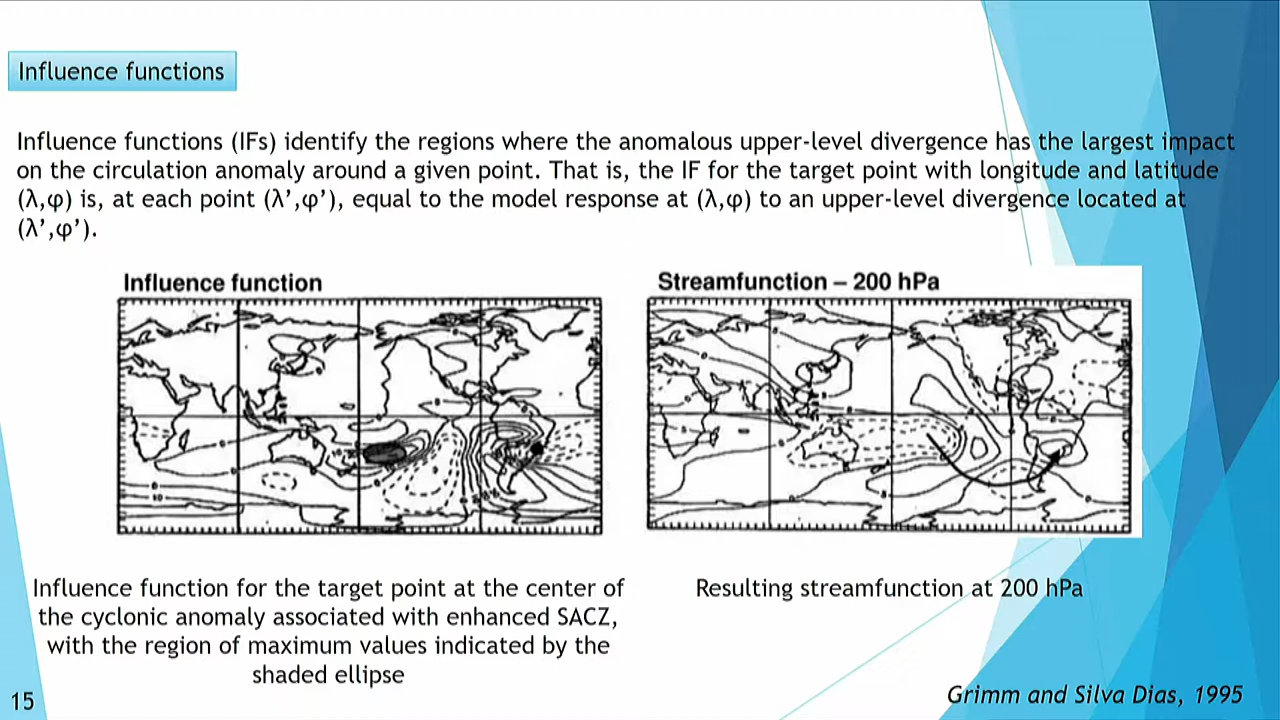 Influence functions
Influence functions (IFs) identify the regions where the anomalous upper-level divergence has the largest impact
on the circulation anomaly around a given point. That is, the IF for the target point with longitude and latitude
(λ,φ) is, at each point (λ’,φ’), equal to the model response at (λ,φ) to an upper-level divergence located at
(λ’,φ’).
Influence function
Streamfunction – 200 hPa
Influence function for the target point at the center of
the cyclonic anomaly associated with enhanced SACZ,
with the region of maximum values indicated by the
shaded ellipse
Resulting streamfunction at 200 hPa
Grimm and Silva Dias, 1995
15